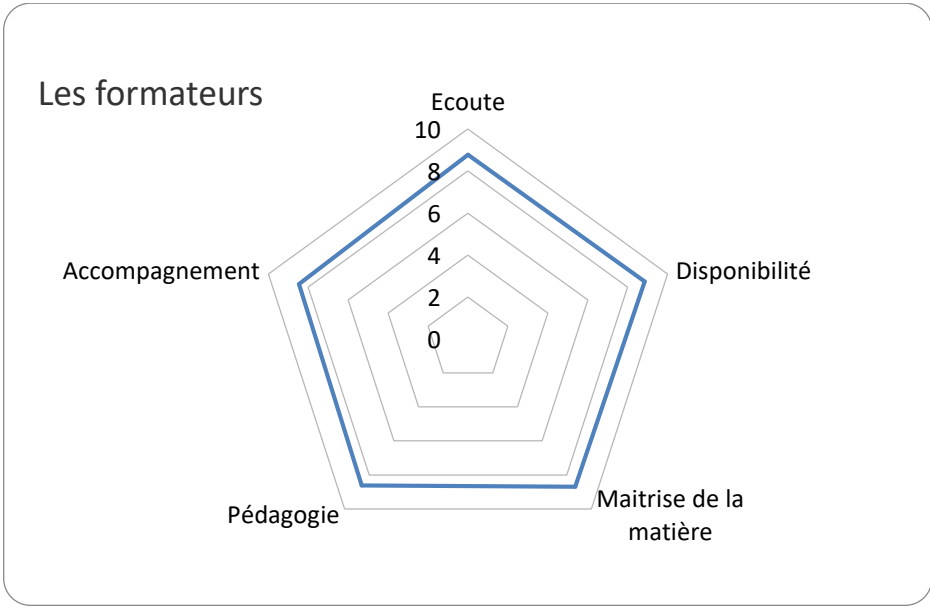 Les formateurs
Ecoute
10
8
6
4
2
0
Disponibilité
Maitrise de la
matière
Pédagogie
Accompagnement